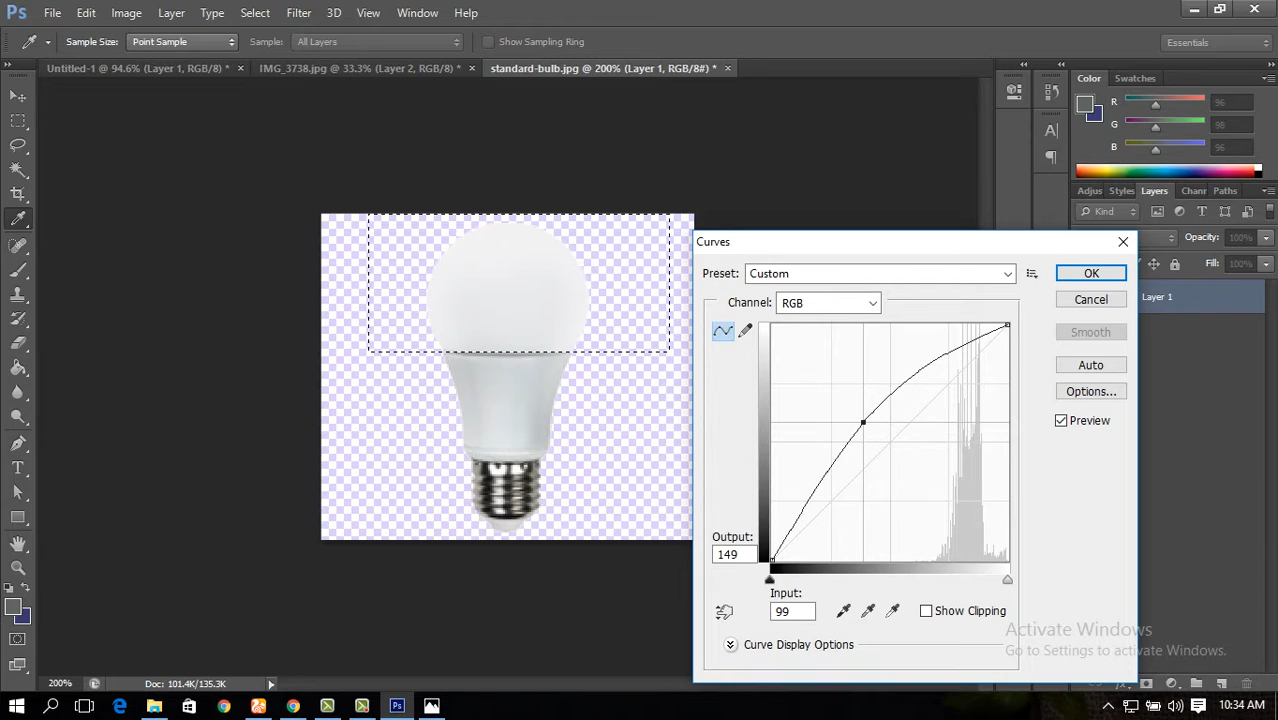 Ps File Edit Image Layer Type Select Filter 3D View Window Help
Sample Size: Point Sample Sample: All Layers Show Sampling Ring Essentials
Untitled-1 @ 94.6% (Layer 1, RGB/8) * × IMG_3738.jpg @ 33.3% (Layer 2, RGB/8) * × standard-bulb.jpg @ 200% (Layer 1, RGB/8#) * ×
Color Swatches
R 96
G 98
B 96
Adjus Styles Layers Chanr Paths
Kind
Opacity: 100%
Fill: 100%
Layer 1
Curves
Preset: Custom
OK
Channel: RGB
Cancel
Smooth
Auto
Options...
Preview
Output:
149
Input:
99
Show Clipping
Curve Display Options
Activate Windows
Go to Settings to activate Windows.
200% Doc: 101.4K/135.3K
Ps 10:34 AM